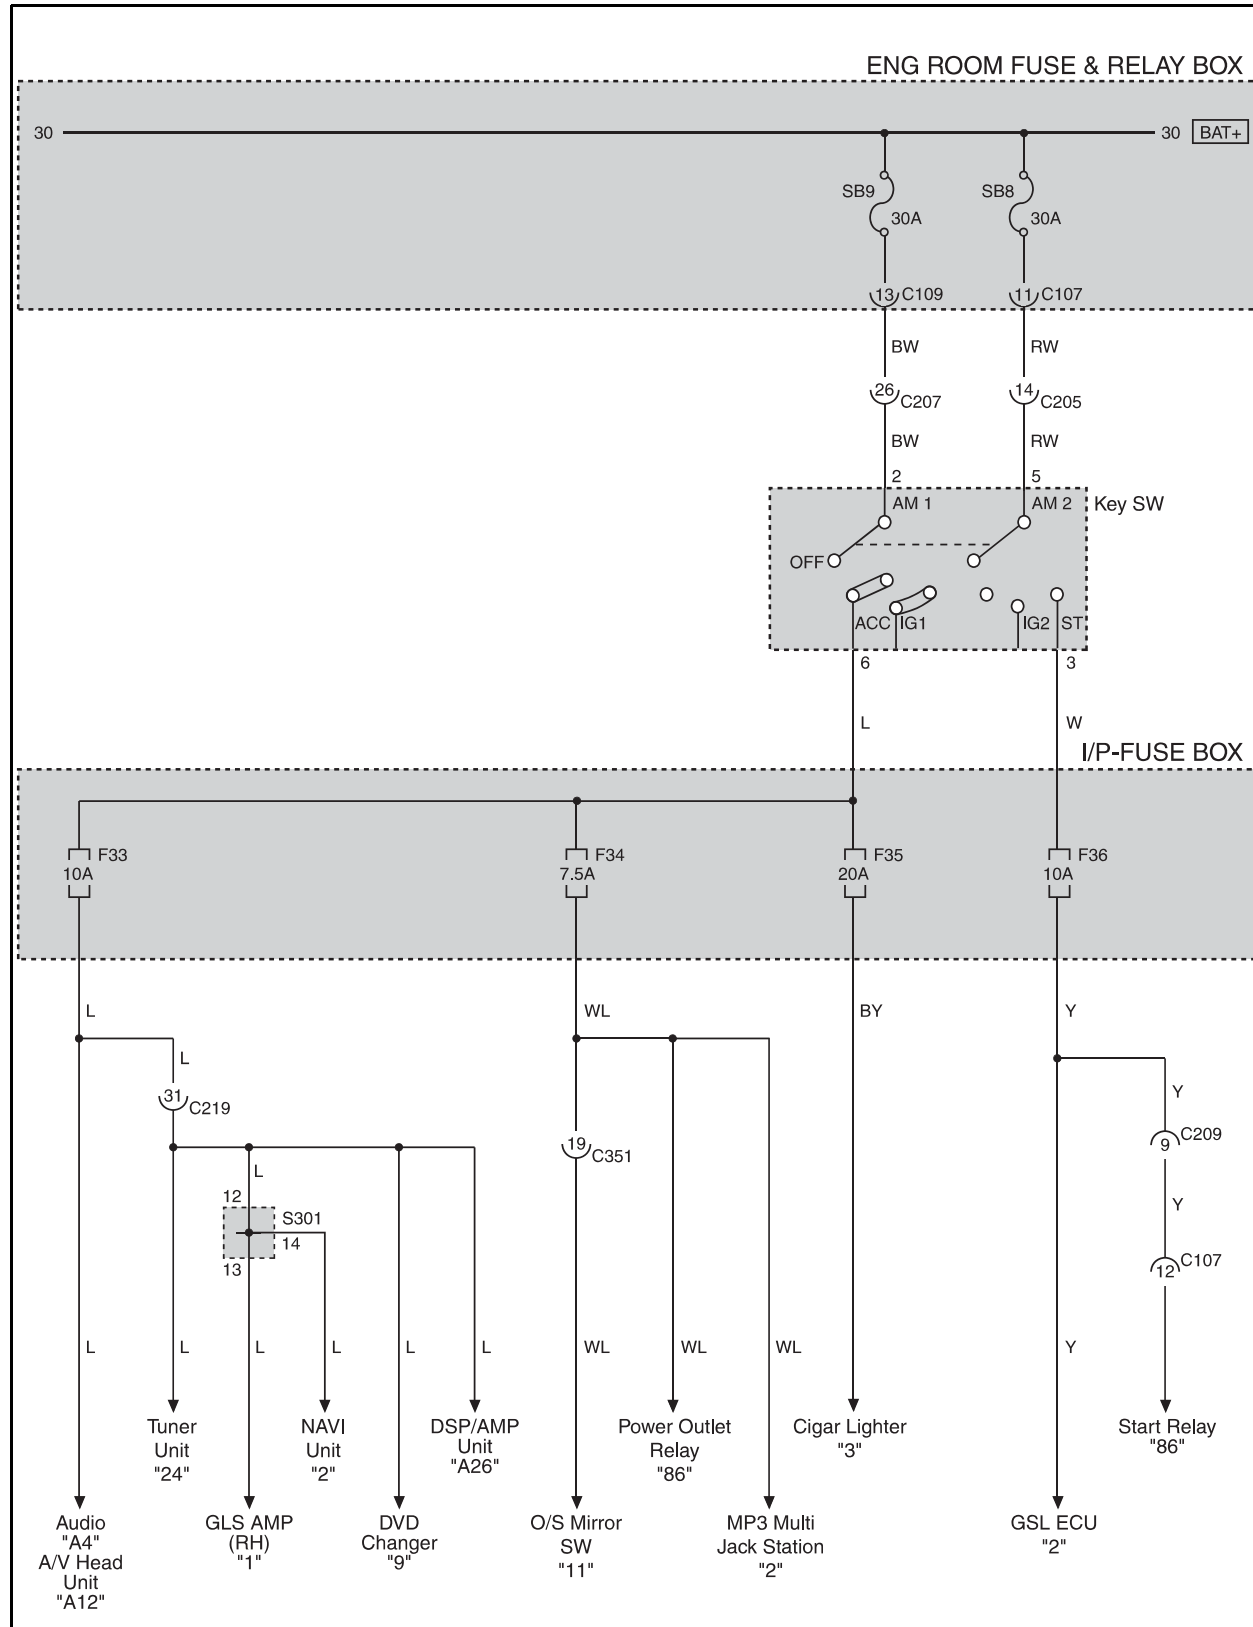 ENG ROOM FUSE & RELAY BOX
30
30 BAT+
SB9
30A
SB8
30A
13 C109
11 C107
BW
RW
26 C207
14 C205
BW
RW
2
5
AM 1
AM 2
Key SW
OFF
ACC
IG1
IG2
ST
6
3
L
W
I/P-FUSE BOX
F33
10A
F34
7.5A
F35
20A
F36
10A
L
WL
BY
Y
L
31 C219
Y
C209
9
19 C351
L
12
S301
14
13
Y
C107
12
L
L
L
L
L
L
WL
WL
WL
Y
Tuner
Unit
"24"
NAVI
Unit
"2"
DSP/AMP
Unit
"A26"
Power Outlet
Relay
"86"
Cigar Lighter
"3"
Start Relay
"86"
Audio
"A4"
A/V Head
Unit
"A12"
GLS AMP
(RH)
"1"
DVD
Changer
"9"
O/S Mirror
SW
"11"
MP3 Multi
Jack Station
"2"
GSL ECU
"2"